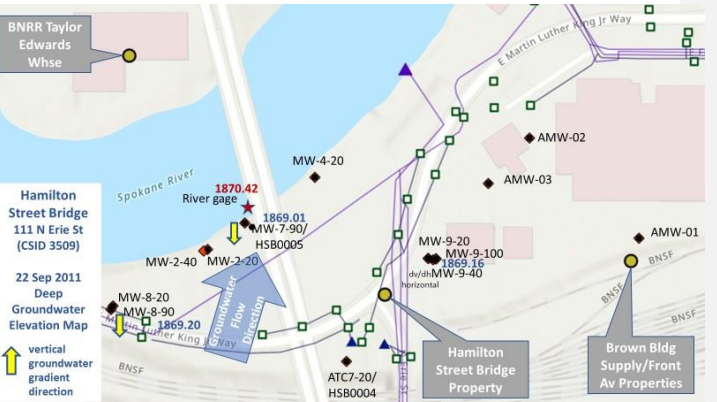 BNRR Taylor
Edwards
Whse
E Martin Luther King Jr Way
AMW-02
MW-4-20
AMW-03
Spokane River
1870.42
River gage
1869.01
MW-7-90/
HSB0005
Hamilton
Street Bridge
111 N Erie St
(CSID 3509)
22 Sep 2011
Deep
Groundwater
Elevation Map
vertical
groundwater
gradient
direction
MW-2-40
MW-2-20
MW-9-20
MW-9-100
1869.16
dv/dh
MW-9-40
horizontal
AMW-01
BNSF
BNSF
BNSF
MW-8-20
MW-8-90
1869.20
Martin Luther King Jr Way
Groundwater
Flow
Direction
BNSF
ATC7-20/
HSB0004
Hamilton
Street Bridge
Property
Brown Bldg
Supply/Front
Av Properties